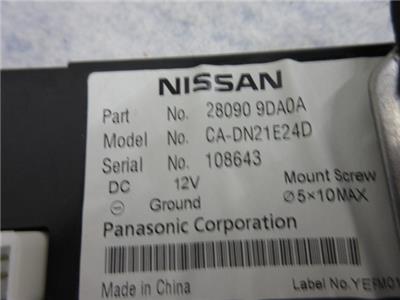 NISSAN
Part No. 28090 9DA0A
Model No. CA-DN21E24D
Serial No. 108643
DC 12V Mount Screw
⊖ Ground Ø5×10MAX
Panasonic Corporation
Made in China Label No.YEFM01